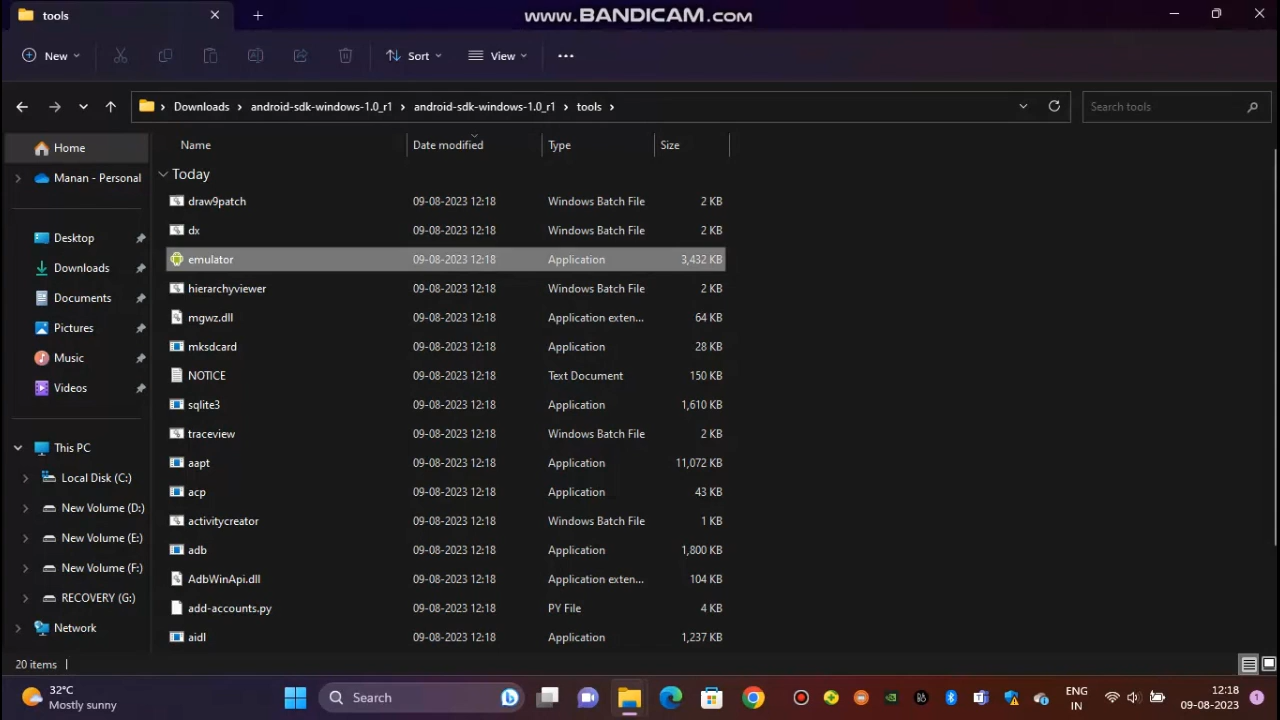 tools
www.BANDICAM.com
New
Sort
View
Downloads
android-sdk-windows-1.0_r1
android-sdk-windows-1.0_r1
tools
Search tools
Home
Manan - Personal
Desktop
Downloads
Documents
Pictures
Music
Videos
This PC
Local Disk (C:)
New Volume (D:)
New Volume (E:)
New Volume (F:)
RECOVERY (G:)
Network
Name Date modified Type Size
Today
draw9patch 09-08-2023 12:18 Windows Batch File 2 KB
dx 09-08-2023 12:18 Windows Batch File 2 KB
emulator 09-08-2023 12:18 Application 3,432 KB
hierarchyviewer 09-08-2023 12:18 Windows Batch File 2 KB
mgwz.dll 09-08-2023 12:18 Application exten... 64 KB
mksdcard 09-08-2023 12:18 Application 28 KB
NOTICE 09-08-2023 12:18 Text Document 150 KB
sqlite3 09-08-2023 12:18 Application 1,610 KB
traceview 09-08-2023 12:18 Windows Batch File 2 KB
aapt 09-08-2023 12:18 Application 11,072 KB
acp 09-08-2023 12:18 Application 43 KB
activitycreator 09-08-2023 12:18 Windows Batch File 1 KB
adb 09-08-2023 12:18 Application 1,800 KB
AdbWinApi.dll 09-08-2023 12:18 Application exten... 104 KB
add-accounts.py 09-08-2023 12:18 PY File 4 KB
aidl 09-08-2023 12:18 Application 1,237 KB
20 items
32°C
Mostly sunny
Search
ENG
IN
12:18
09-08-2023
1